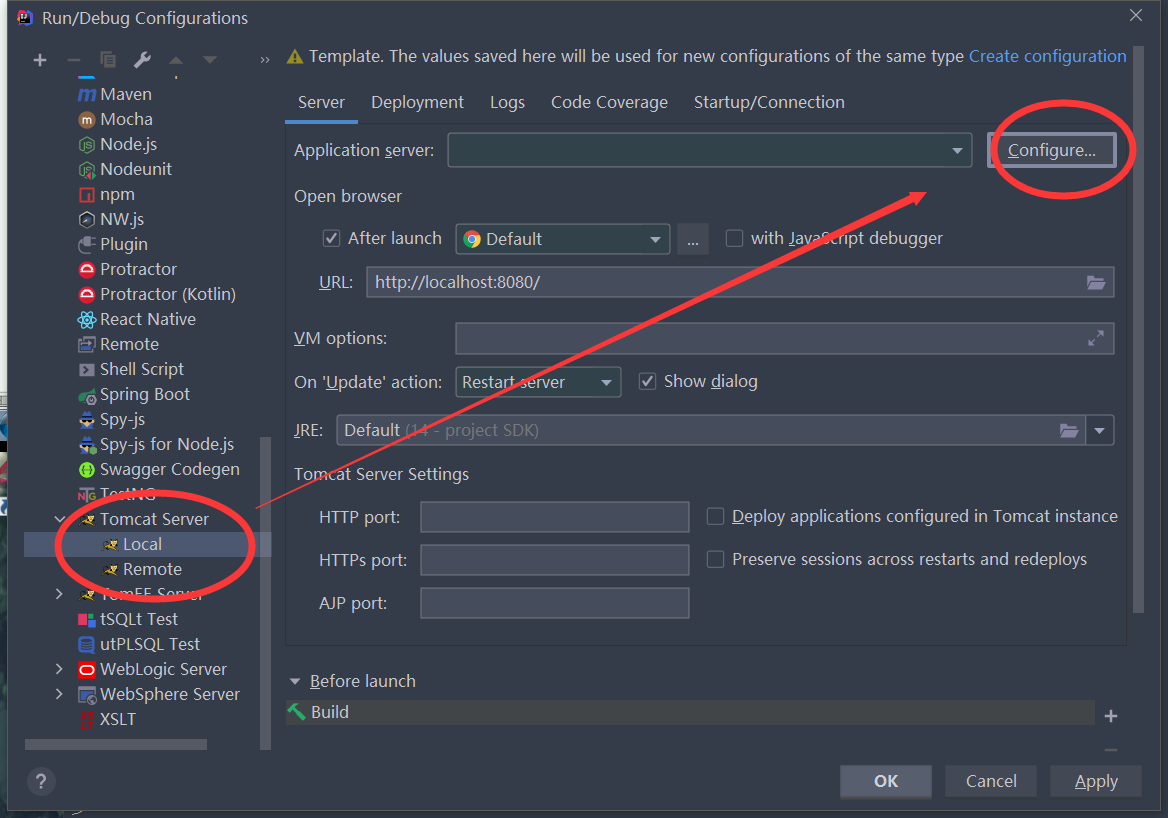 Run/Debug Configurations
Template. The values saved here will be used for new configurations of the same type Create configuration
Maven
Mocha
Node.js
Nodeunit
npm
NW.js
Plugin
Protractor
Protractor (Kotlin)
React Native
Remote
Shell Script
Spring Boot
Spy-js
Spy-js for Node.js
Swagger Codegen
TestNG
Tomcat Server
Local
Remote
TomEE Server
tSQLt Test
utPLSQL Test
WebLogic Server
WebSphere Server
XSLT
Server Deployment Logs Code Coverage Startup/Connection
Application server: Configure...
Open browser
After launch Default ... with JavaScript debugger
URL: http://localhost:8080/
VM options:
On 'Update' action: Restart server Show dialog
JRE: Default (14 - project SDK)
Tomcat Server Settings
HTTP port: Deploy applications configured in Tomcat instance
HTTPs port: Preserve sessions across restarts and redeploys
AJP port:
Before launch
Build
? OK Cancel Apply